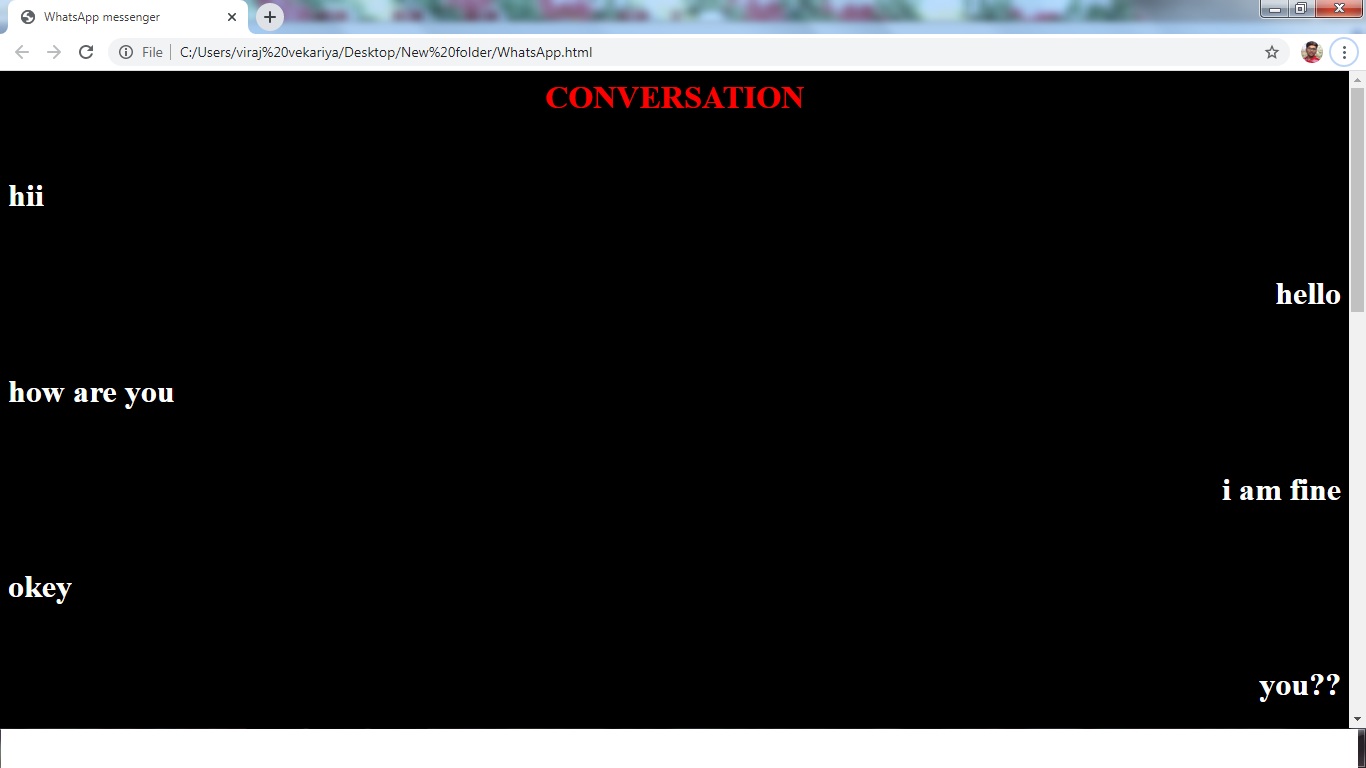 WhatsApp messenger
File C:/Users/viraj%20vekariya/Desktop/New%20folder/WhatsApp.html
CONVERSATION
hii
hello
how are you
i am fine
okey
you??